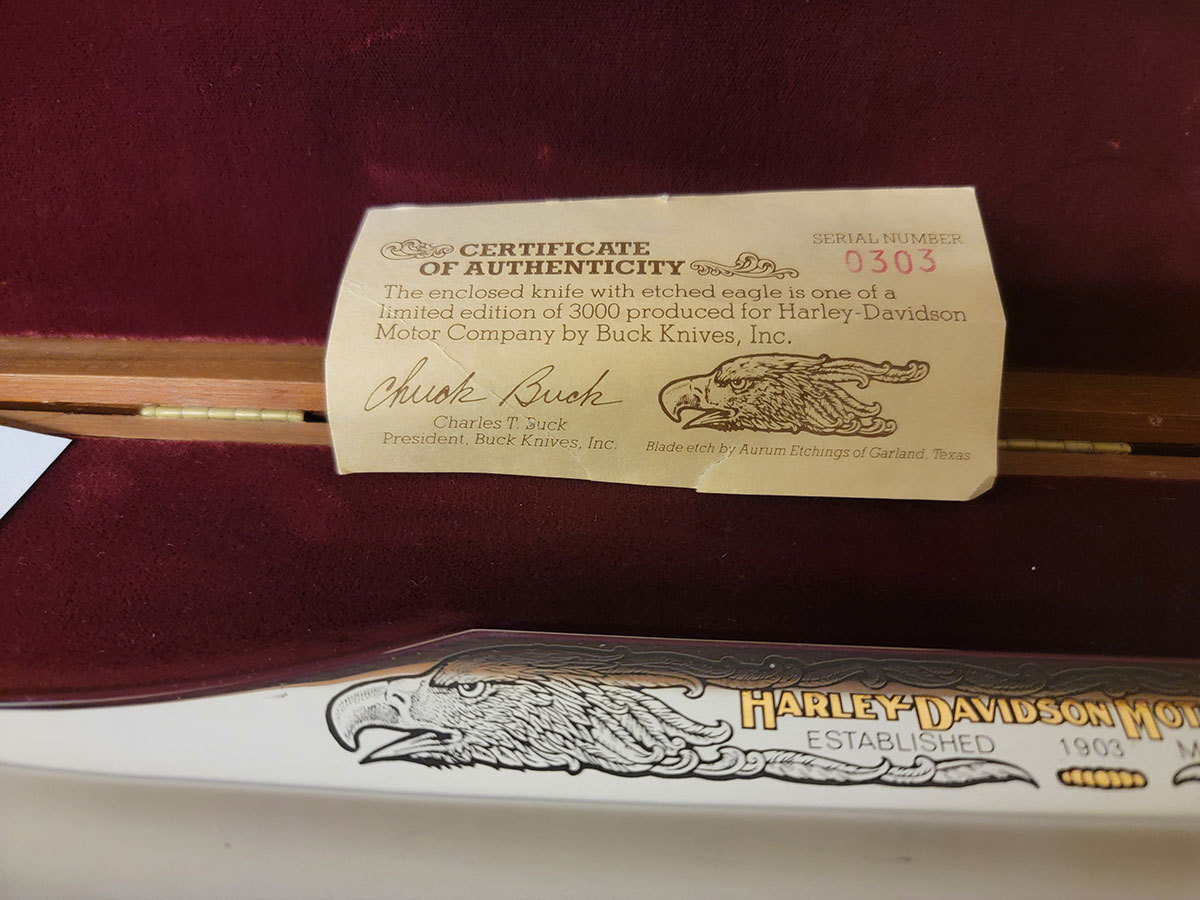 CERTIFICATE
OF AUTHENTICITY
SERIAL NUMBER
0303
The enclosed knife with etched eagle is one of a
limited edition of 3000 produced for Harley-Davidson
Motor Company by Buck Knives, Inc.
Chuck Buck
Charles T. Buck
President, Buck Knives, Inc.
Blade etch by Aurum Etchings of Garland, Texas
HARLEY-DAVIDSON MOT
ESTABLISHED 1903 M